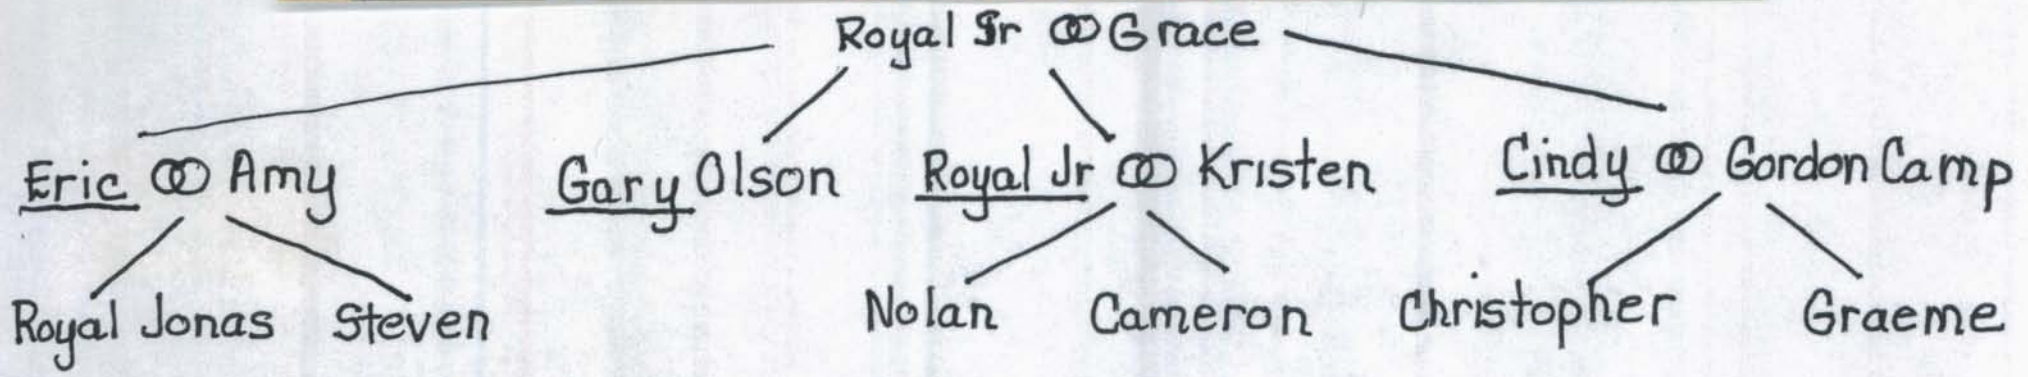 Royal Sr ⚭ Grace
Eric ⚭ Amy Gary Olson Royal Jr ⚭ Kristen Cindy ⚭ Gordon Camp
Royal Jonas Steven Nolan Cameron Christopher Graeme